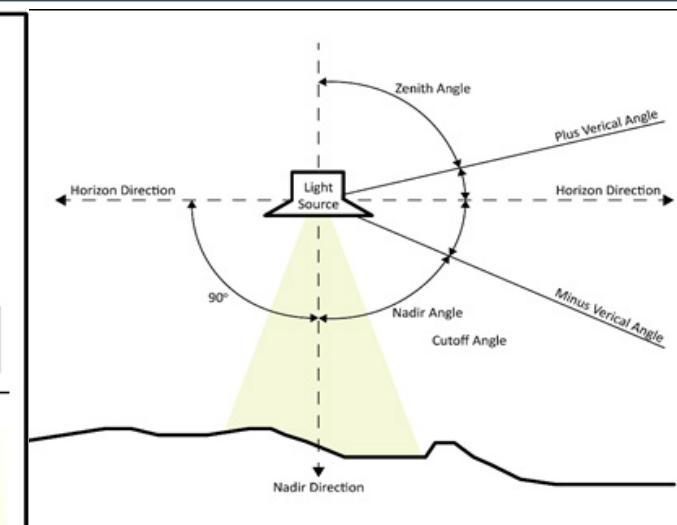 Zenith Angle
Plus Verical Angle
Horizon Direction
Light
Source
Horizon Direction
90°
Nadir Angle
Minus Verical Angle
Cutoff Angle
Nadir Direction